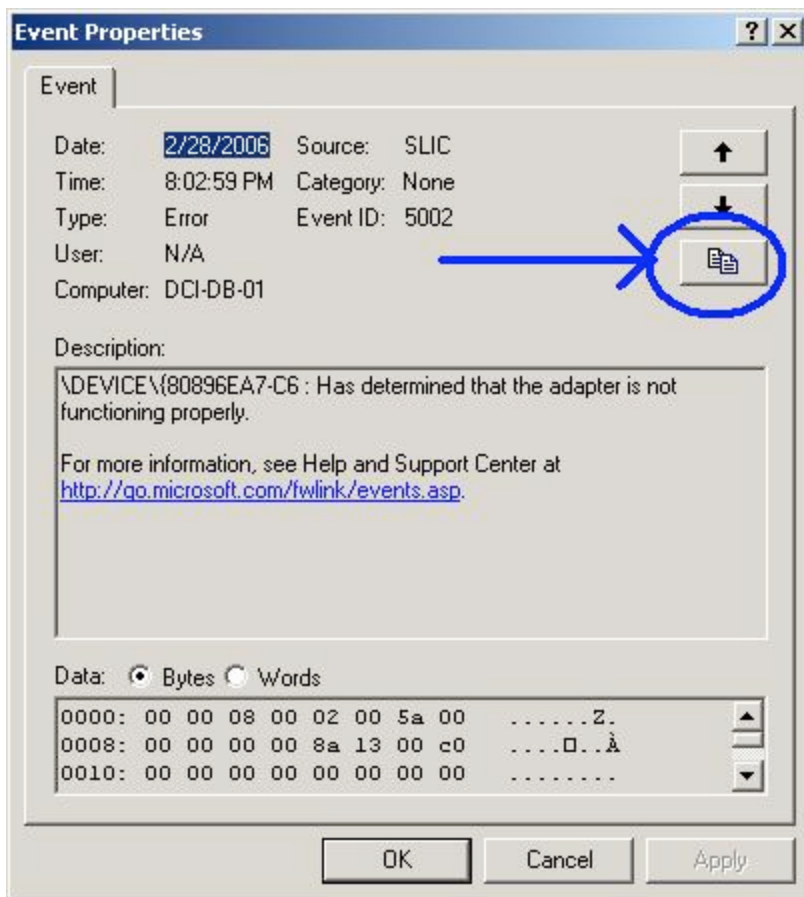 Event Properties
Event
Date: 2/28/2006 Source: SLIC
Time: 8:02:59 PM Category: None
Type: Error Event ID: 5002
User: N/A
Computer: DCI-DB-01
Description:
\DEVICE\{80896EA7-C6 : Has determined that the adapter is not
functioning properly.
For more information, see Help and Support Center at
http://go.microsoft.com/fwlink/events.asp.
Data: Bytes Words
0000: 00 00 08 00 02 00 5a 00 ......Z.
0008: 00 00 00 00 8a 13 00 c0 ....□..À
0010: 00 00 00 00 00 00 00 00 ........
OK Cancel Apply